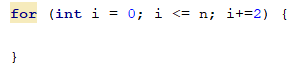 for (int i = 0; i <= n; i+=2) {
}